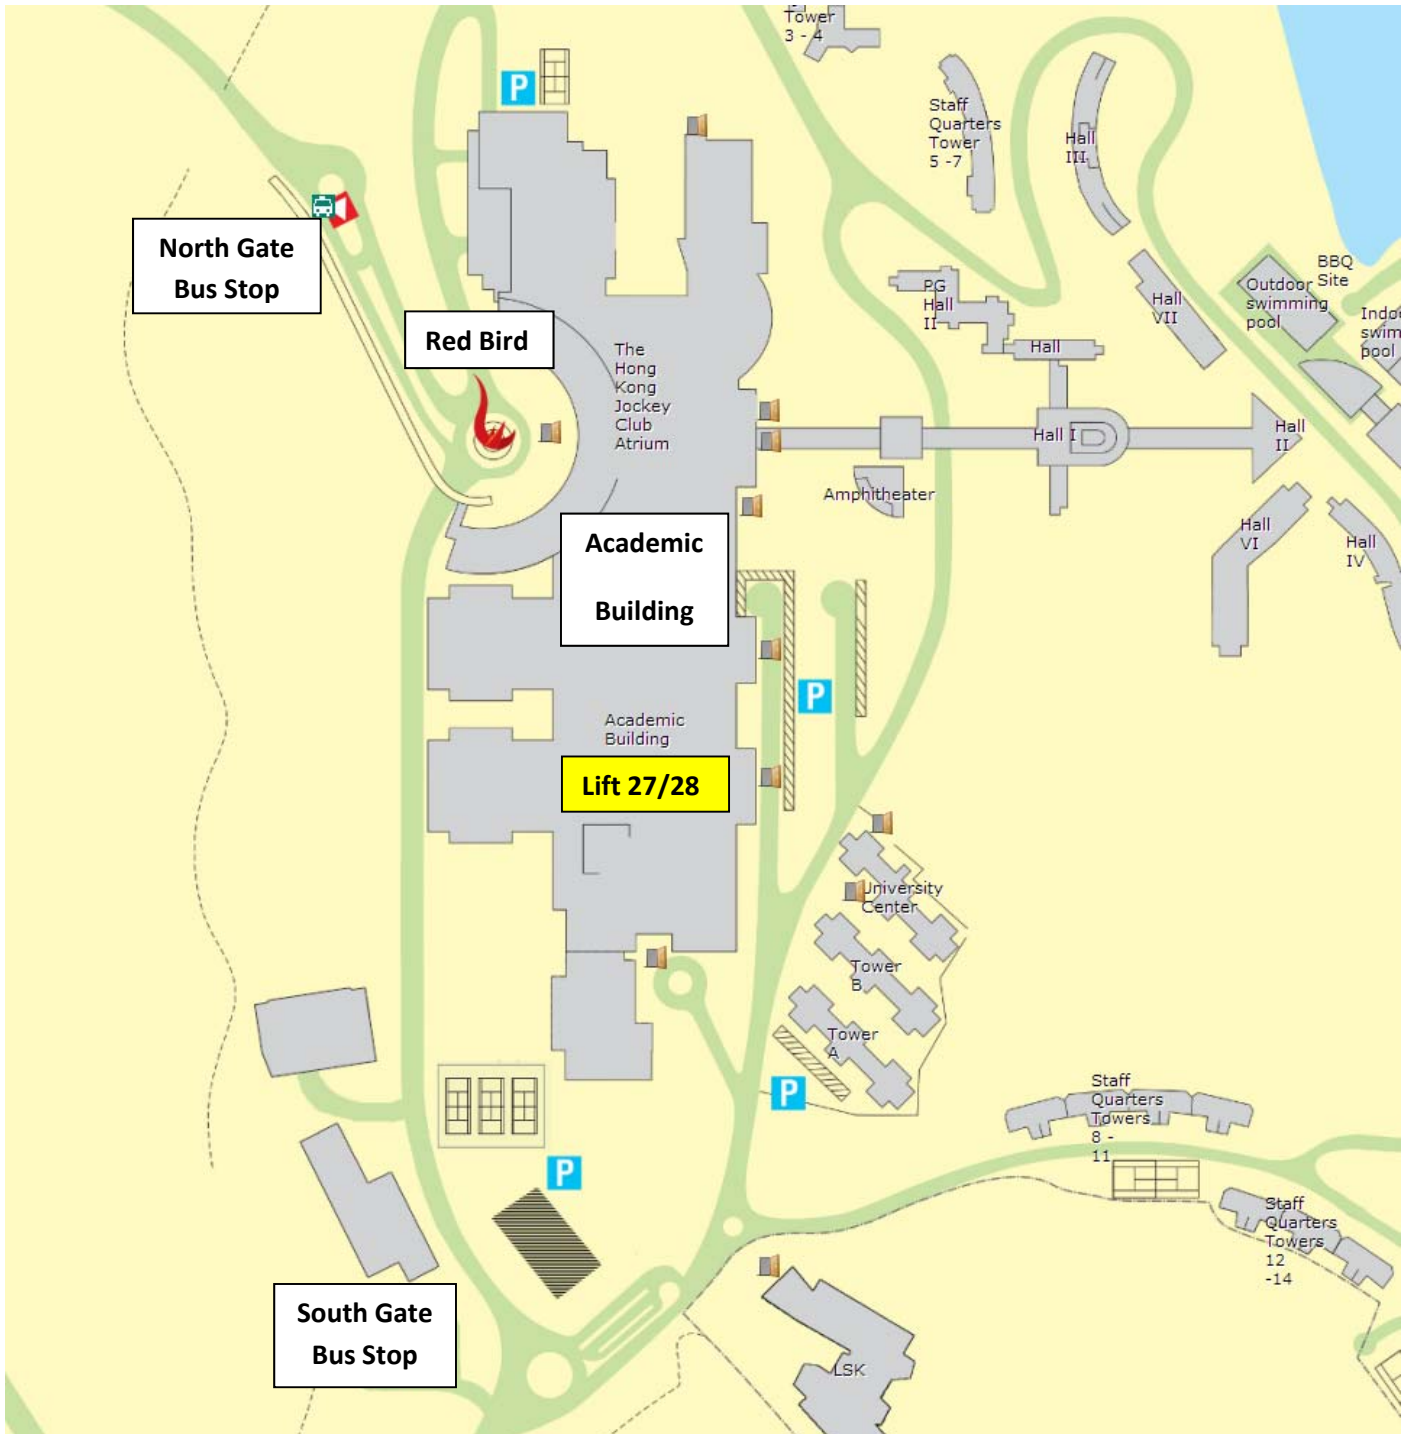 Tower
3 - 4
P
Staff
Quarters
Tower
5 -7
Hall
III
North Gate
Bus Stop
BBQ
Site
Outdoor
swimming
pool
PG
Hall
II
Hall
VII
Red Bird
The
Hong
Kong
Jockey
Club
Atrium
Hall
Hall I
Hall
II
Amphitheater
Academic
Building
Hall
VI
Hall
IV
P
Academic
Building
Lift 27/28
University
Center
Tower
B
Tower
A
P
Staff
Quarters
Towers
8 -
11
P
Staff
Quarters
Towers
12
-14
South Gate
Bus Stop
LSK